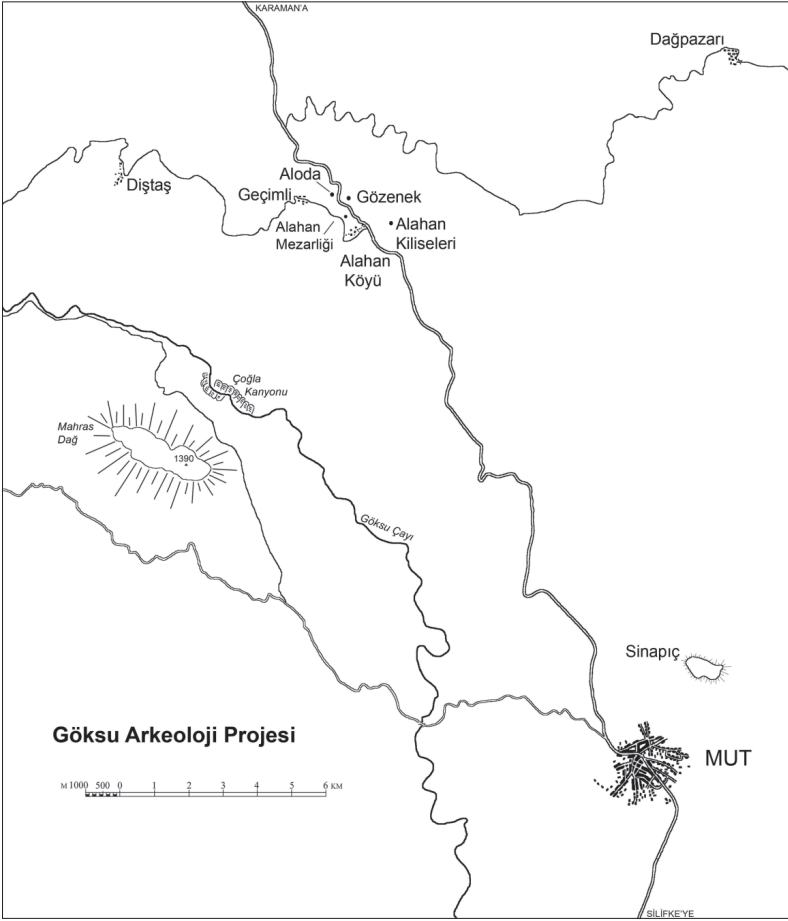 KARAMAN'A
Dağpazarı
Diştaş
Aloda
Geçimli
Gözenek
Alahan
Mezarliği
Alahan
Kiliseleri
Alahan
Köyü
Çoğla
Kanyonu
Mahras
Dağ
1390
Göksu Çayı
Sinapıç
Göksu Arkeoloji Projesi
MUT
M 1000 500 0 1 2 3 4 5 6 KM
SİLİFKE'YE